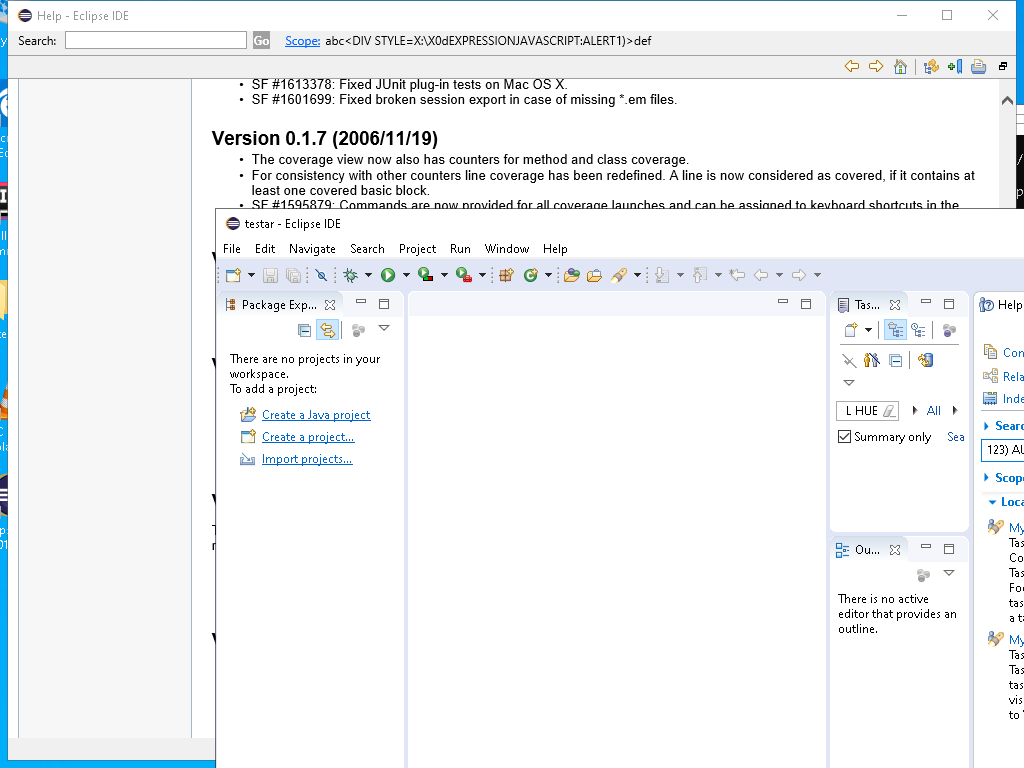 Help - Eclipse IDE
Search:
Go
Scope: abc<DIV STYLE=X:\X0dEXPRESSIONJAVASCRIPT:ALERT1)>def
• SF #1613378: Fixed JUnit plug-in tests on Mac OS X.
• SF #1601699: Fixed broken session export in case of missing *.em files.
Version 0.1.7 (2006/11/19)
• The coverage view now also has counters for method and class coverage.
• For consistency with other counters line coverage has been redefined. A line is now considered as covered, if it contains at
least one covered basic block.
• SF #1595879: Commands are now provided for all coverage launches and can be assigned to keyboard shortcuts in the
testar - Eclipse IDE
File Edit Navigate Search Project Run Window Help
Package Exp...
There are no projects in your
workspace.
To add a project:
Create a Java project
Create a project...
Import projects...
Tas...
L HUE
All
Summary only
Sea
Ou...
There is no active
editor that provides an
outline.
Help
Con
Rela
Inde
Searc
123) AL
Scope
Loca
My
Tas
Co
Tas
Foc
tas
a ta
My
Tas
Tas
tas
vis
to